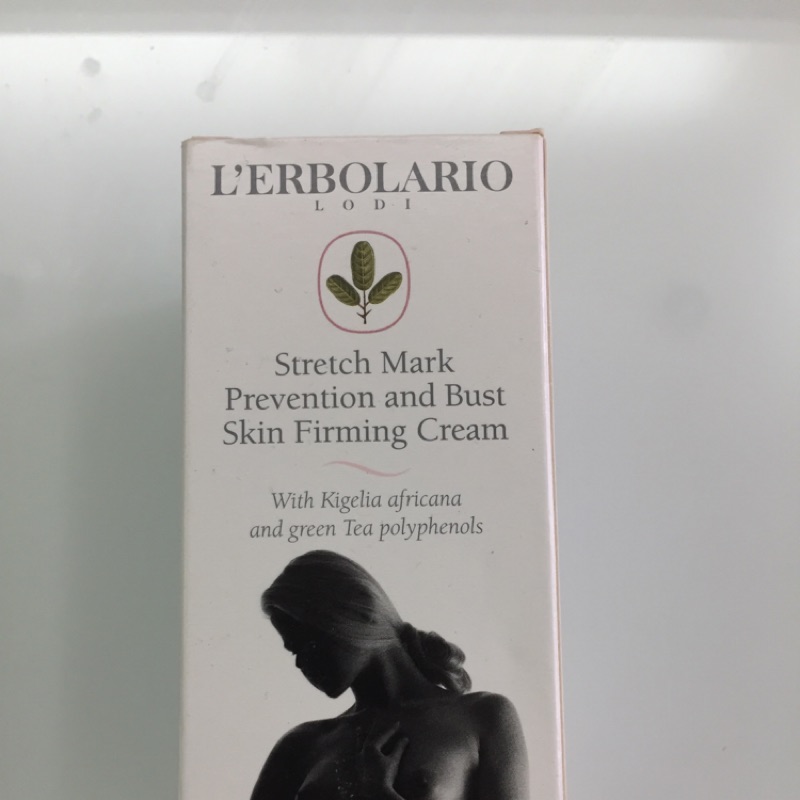 L'ERBOLARIO
LODI
Stretch Mark
Prevention and Bust
Skin Firming Cream
With Kigelia africana
and green Tea polyphenols